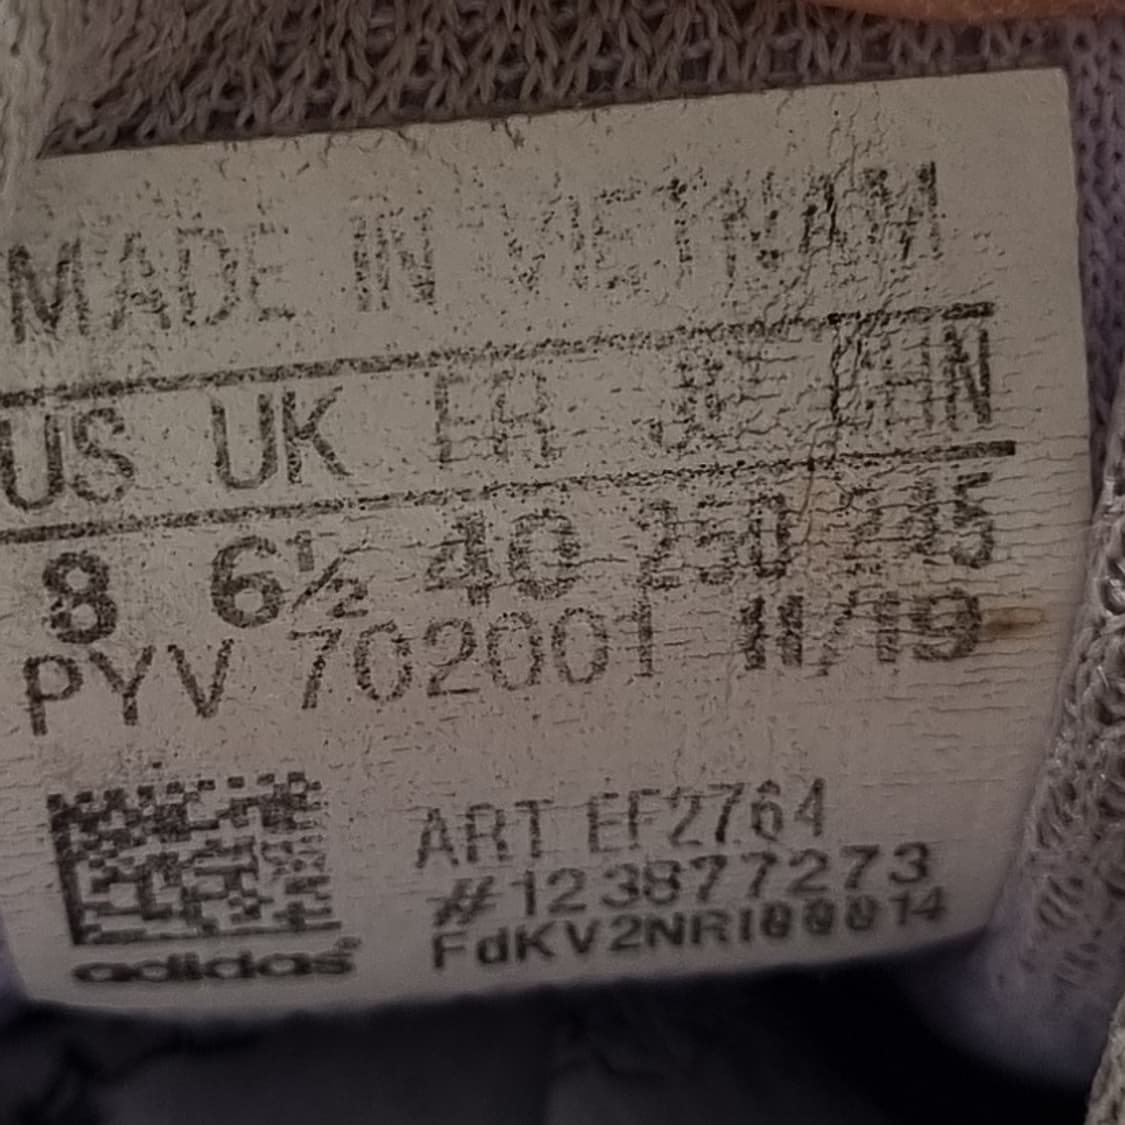 MADE IN VIETNAM
US UK FR JP CHN
8 6½ 40 250 245
PYV 702001 11/19
ART EF2764
#123877273
FdKV2NRI00014
adidas®